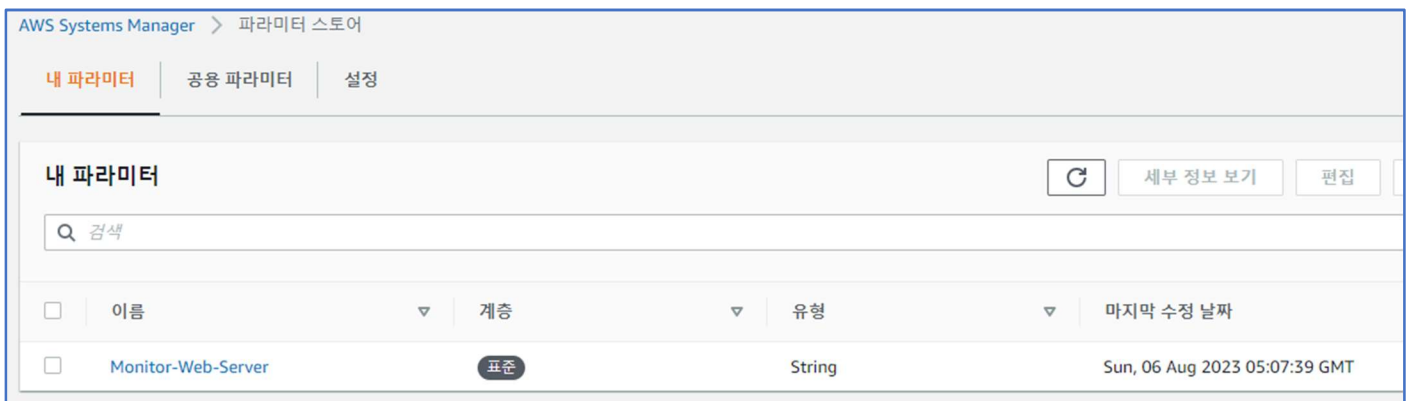 AWS Systems Manager > 파라미터 스토어
내 파라미터 공용 파라미터 설정
내 파라미터 세부 정보 보기 편집
검색
이름 계층 유형 마지막 수정 날짜
Monitor-Web-Server 표준 String Sun, 06 Aug 2023 05:07:39 GMT